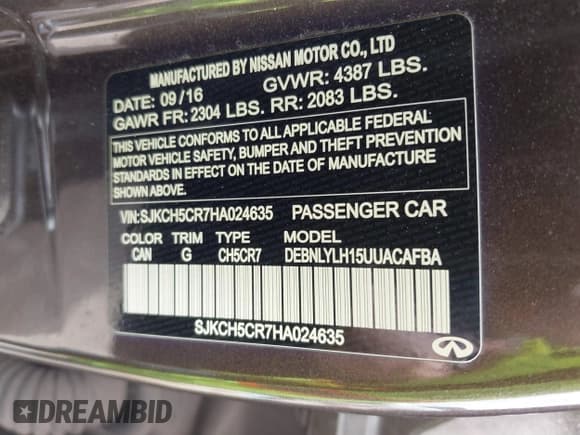 MANUFACTURED BY NISSAN MOTOR CO., LTD
DATE: 09/16 GVWR: 4387 LBS.
GAWR FR: 2304 LBS. RR: 2083 LBS.
THIS VEHICLE CONFORMS TO ALL APPLICABLE FEDERAL
MOTOR VEHICLE SAFETY, BUMPER AND THEFT PREVENTION
STANDARDS IN EFFECT ON THE DATE OF MANUFACTURE
SHOWN ABOVE.
VIN:SJKCH5CR7HA024635 PASSENGER CAR
COLOR TRIM TYPE MODEL
CAN G CH5CR7 DEBNLYLH15UUACAFBA
SJKCH5CR7HA024635
DREAMBID